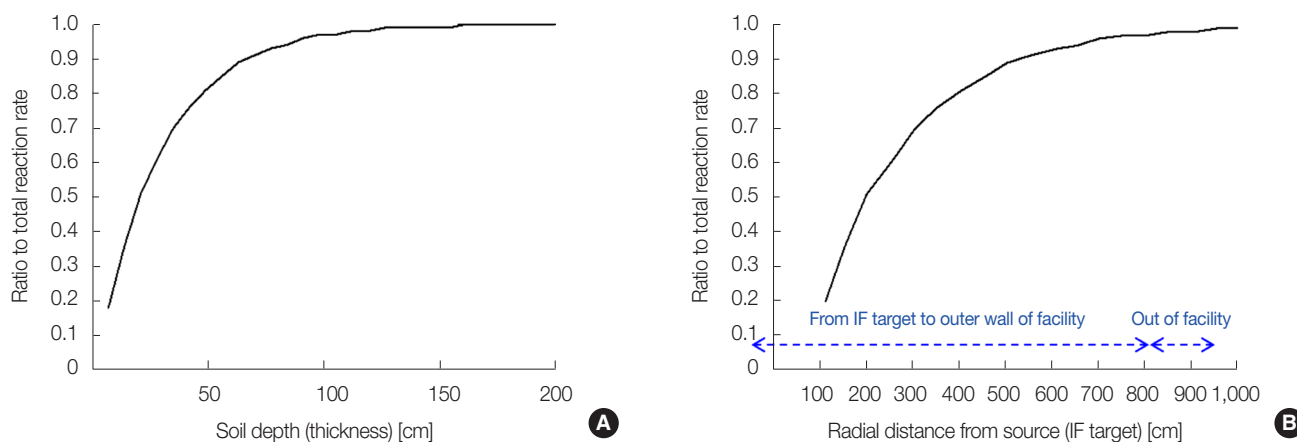 Ratio to total reaction rate
1.0
0.9
0.8
0.7
0.6
0.5
0.4
0.3
0.2
0.1
0
50 100 150 200
Soil depth (thickness) [cm]
A
Ratio to total reaction rate
1.0
0.9
0.8
0.7
0.6
0.5
0.4
0.3
0.2
0.1
0
From IF target to outer wall of facility
Out of facility
100 200 300 400 500 600 700 800 900 1,000
Radial distance from source (IF target) [cm]
B